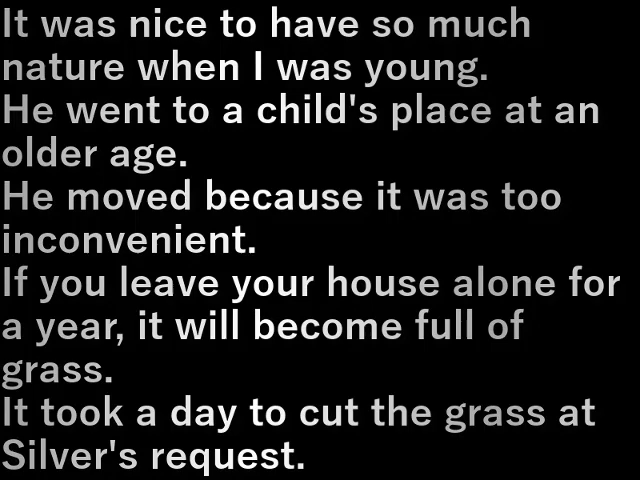 It was nice to have so much
nature when I was young.
He went to a child's place at an
older age.
He moved because it was too
inconvenient.
If you leave your house alone for
a year, it will become full of
grass.
It took a day to cut the grass at
Silver's request.